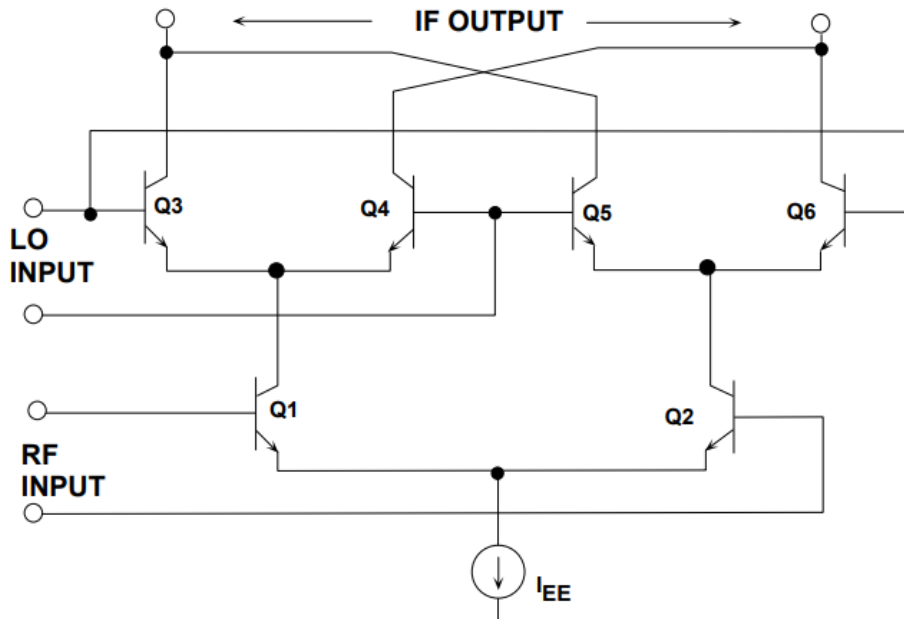 IF OUTPUT
Q3
Q4
Q5
Q6
LO
INPUT
Q1
Q2
RF
INPUT
IEE